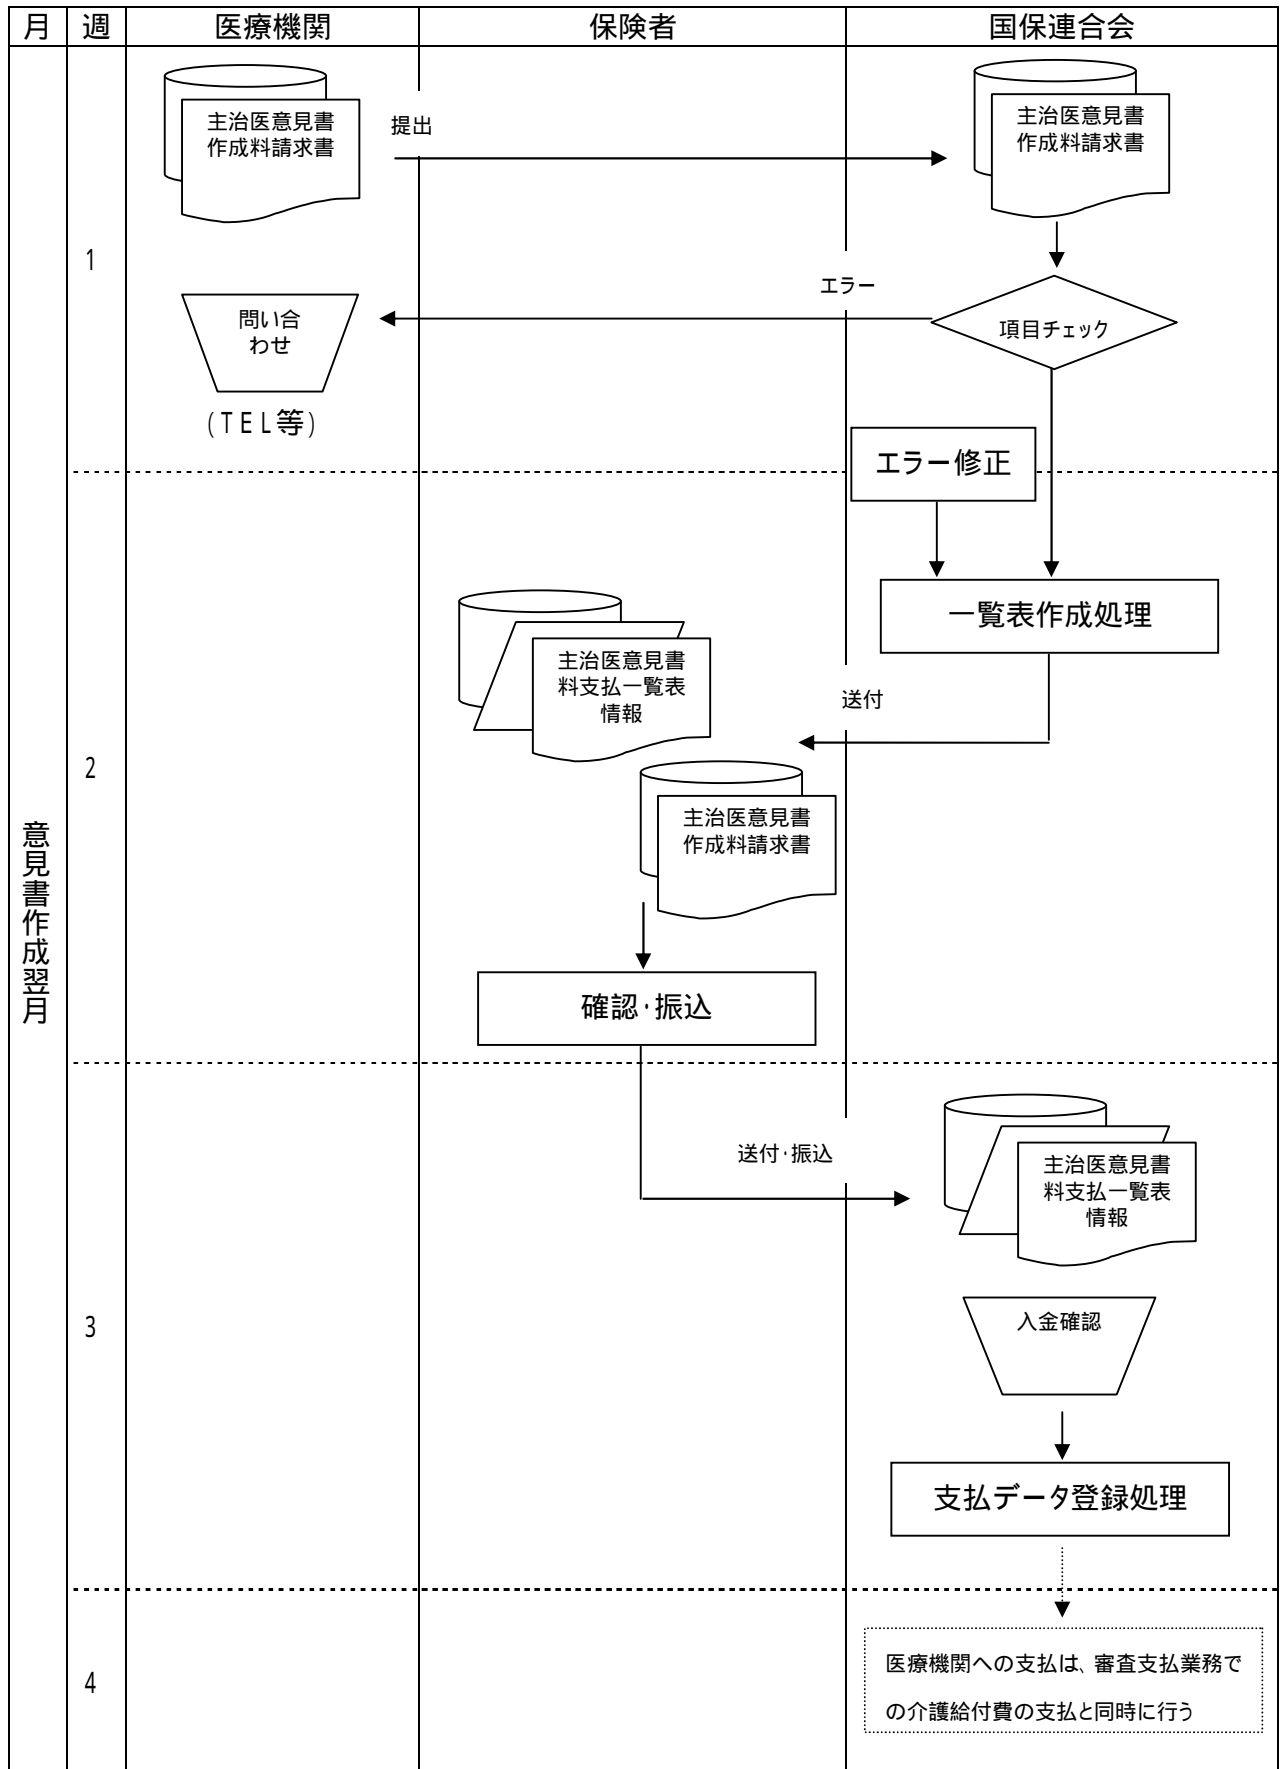 月 週 医療機関 保険者 国保連合会
主治医意見書
作成料請求書
提出
主治医意見書
作成料請求書
1
エラー
問い合
わせ
項目チェック
(TEL等)
エラー修正
一覧表作成処理
主治医意見書
料支払一覧表
情報
送付
2
主治医意見書
作成料請求書
意見書作成翌月
確認・振込
送付・振込
主治医意見書
料支払一覧表
情報
3
入金確認
支払データ登録処理
4
医療機関への支払は、審査支払業務で
の介護給付費の支払と同時に行う